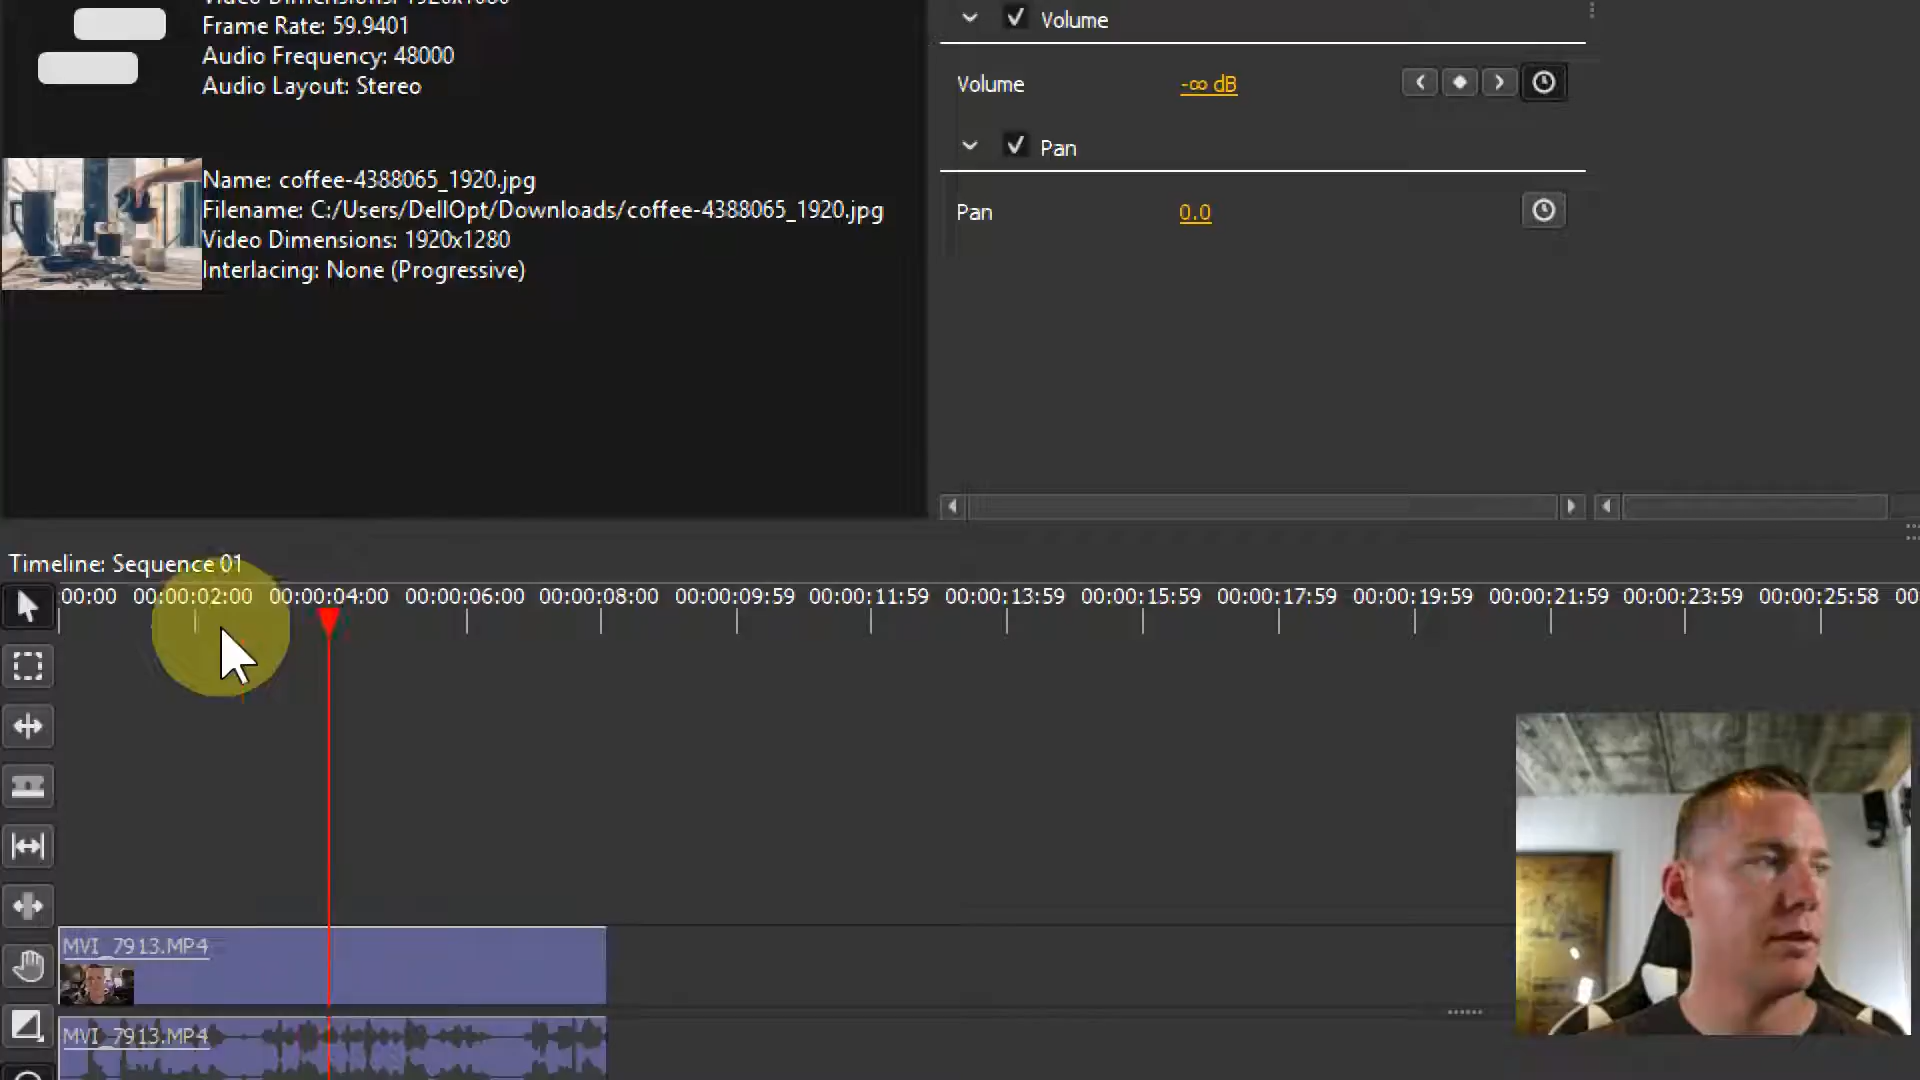 Frame Rate: 59.9401
Audio Frequency: 48000
Audio Layout: Stereo
Name: coffee-4388065_1920.jpg
Filename: C:/Users/DellOpt/Downloads/coffee-4388065_1920.jpg
Video Dimensions: 1920x1280
Interlacing: None (Progressive)
Volume
Volume -∞ dB
Pan
Pan 0.0
Timeline: Sequence 01
:00:00 00:00:02:00 00:00:04:00 00:00:06:00 00:00:08:00 00:00:09:59 00:00:11:59 00:00:13:59 00:00:15:59 00:00:17:59 00:00:19:59 00:00:21:59 00:00:23:59 00:00:25:58 00
MVI_7913.MP4
MVI_7913.MP4